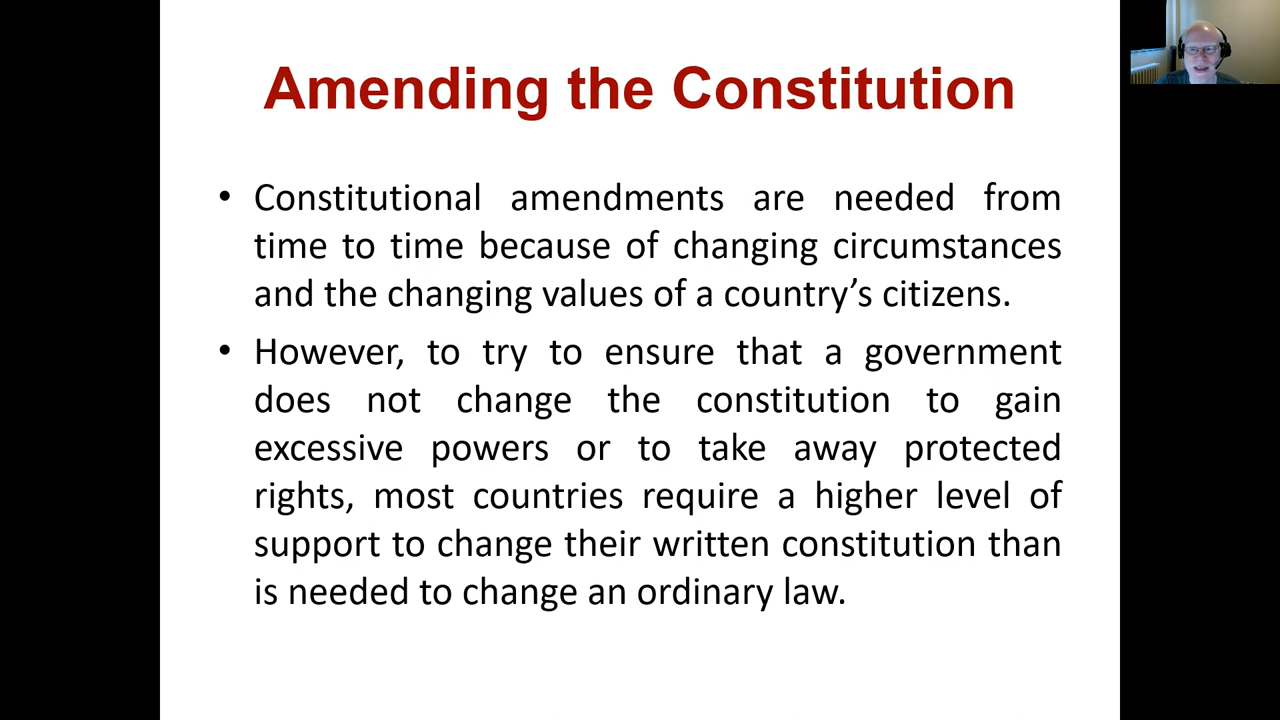 Amending the Constitution
• Constitutional amendments are needed from
time to time because of changing circumstances
and the changing values of a country’s citizens.
• However, to try to ensure that a government
does not change the constitution to gain
excessive powers or to take away protected
rights, most countries require a higher level of
support to change their written constitution than
is needed to change an ordinary law.